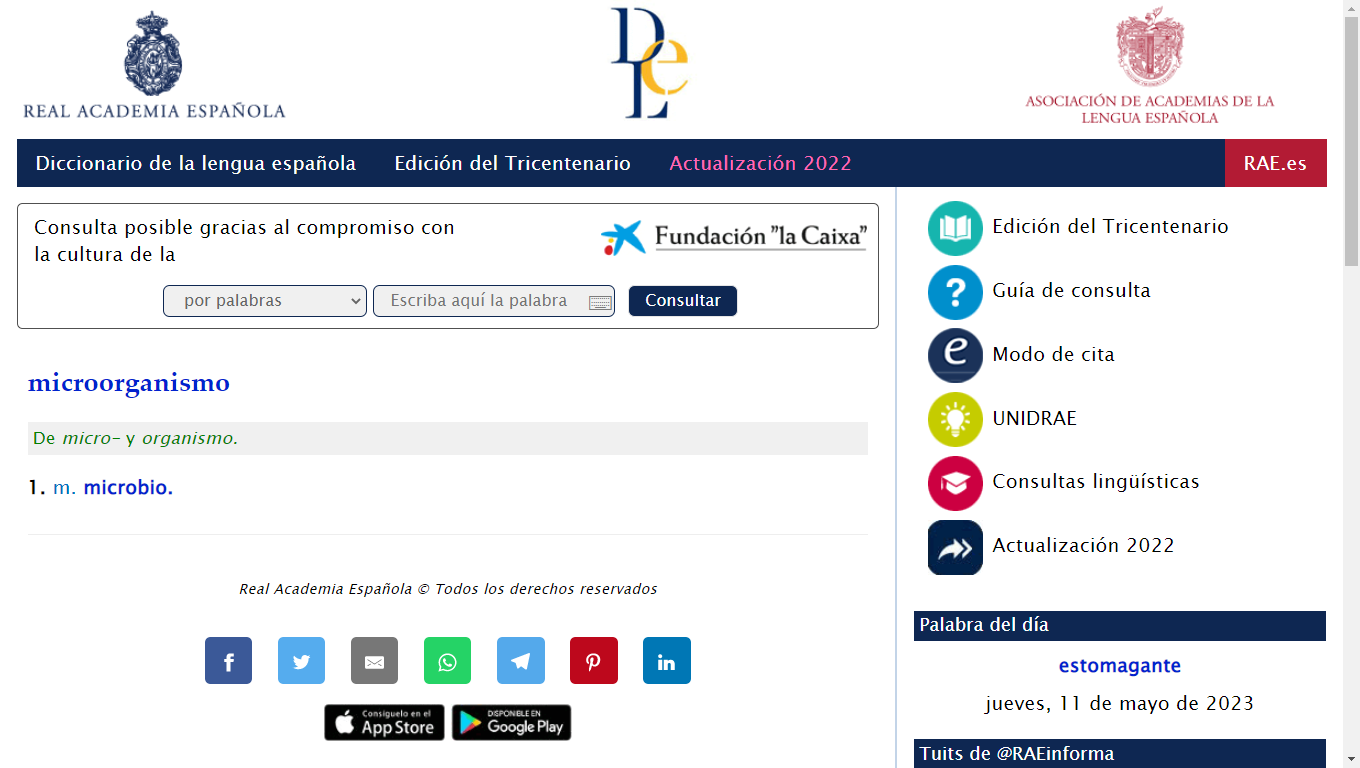 REAL ACADEMIA ESPAÑOLA
DLe
ASOCIACIÓN DE ACADEMIAS DE LA
LENGUA ESPAÑOLA
Diccionario de la lengua española
Edición del Tricentenario
Actualización 2022
RAE.es
Consulta posible gracias al compromiso con
la cultura de la
Fundación "la Caixa"
por palabras
Escriba aquí la palabra
Consultar
microorganismo
De micro- y organismo.
1. m. microbio.
Real Academia Española © Todos los derechos reservados
Consíguelo en el
App Store
DISPONIBLE EN
Google Play
Edición del Tricentenario
Guía de consulta
Modo de cita
UNIDRAE
Consultas lingüísticas
Actualización 2022
Palabra del día
estomagante
jueves, 11 de mayo de 2023
Tuits de @RAEinforma